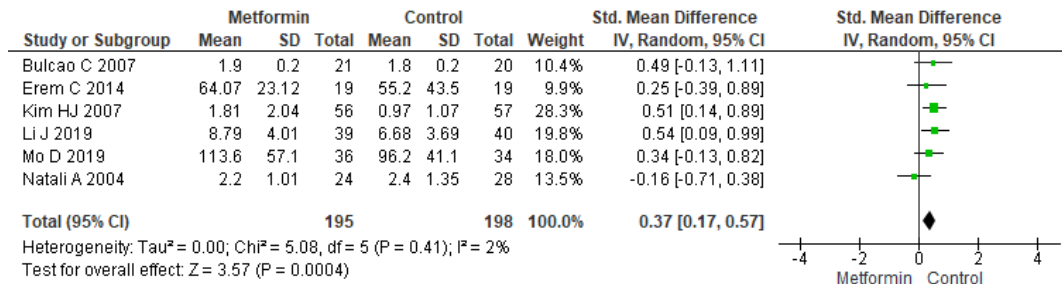 Metformin Control Std. Mean Difference Std. Mean Difference
Study or Subgroup Mean SD Total Mean SD Total Weight IV, Random, 95% CI IV, Random, 95% CI
Bulcao C 2007 1.9 0.2 21 1.8 0.2 20 10.4% 0.49 [-0.13, 1.11]
Erem C 2014 64.07 23.12 19 55.2 43.5 19 9.9% 0.25 [-0.39, 0.89]
Kim HJ 2007 1.81 2.04 56 0.97 1.07 57 28.3% 0.51 [0.14, 0.89]
Li J 2019 8.79 4.01 39 6.68 3.69 40 19.8% 0.54 [0.09, 0.99]
Mo D 2019 113.6 57.1 36 96.2 41.1 34 18.0% 0.34 [-0.13, 0.82]
Natali A 2004 2.2 1.01 24 2.4 1.35 28 13.5% -0.16 [-0.71, 0.38]
Total (95% CI) 195 198 100.0% 0.37 [0.17, 0.57]
Heterogeneity: Tau² = 0.00; Chi² = 5.08, df = 5 (P = 0.41); I² = 2%
Test for overall effect: Z = 3.57 (P = 0.0004)
-4 -2 0 2 4
Metformin Control